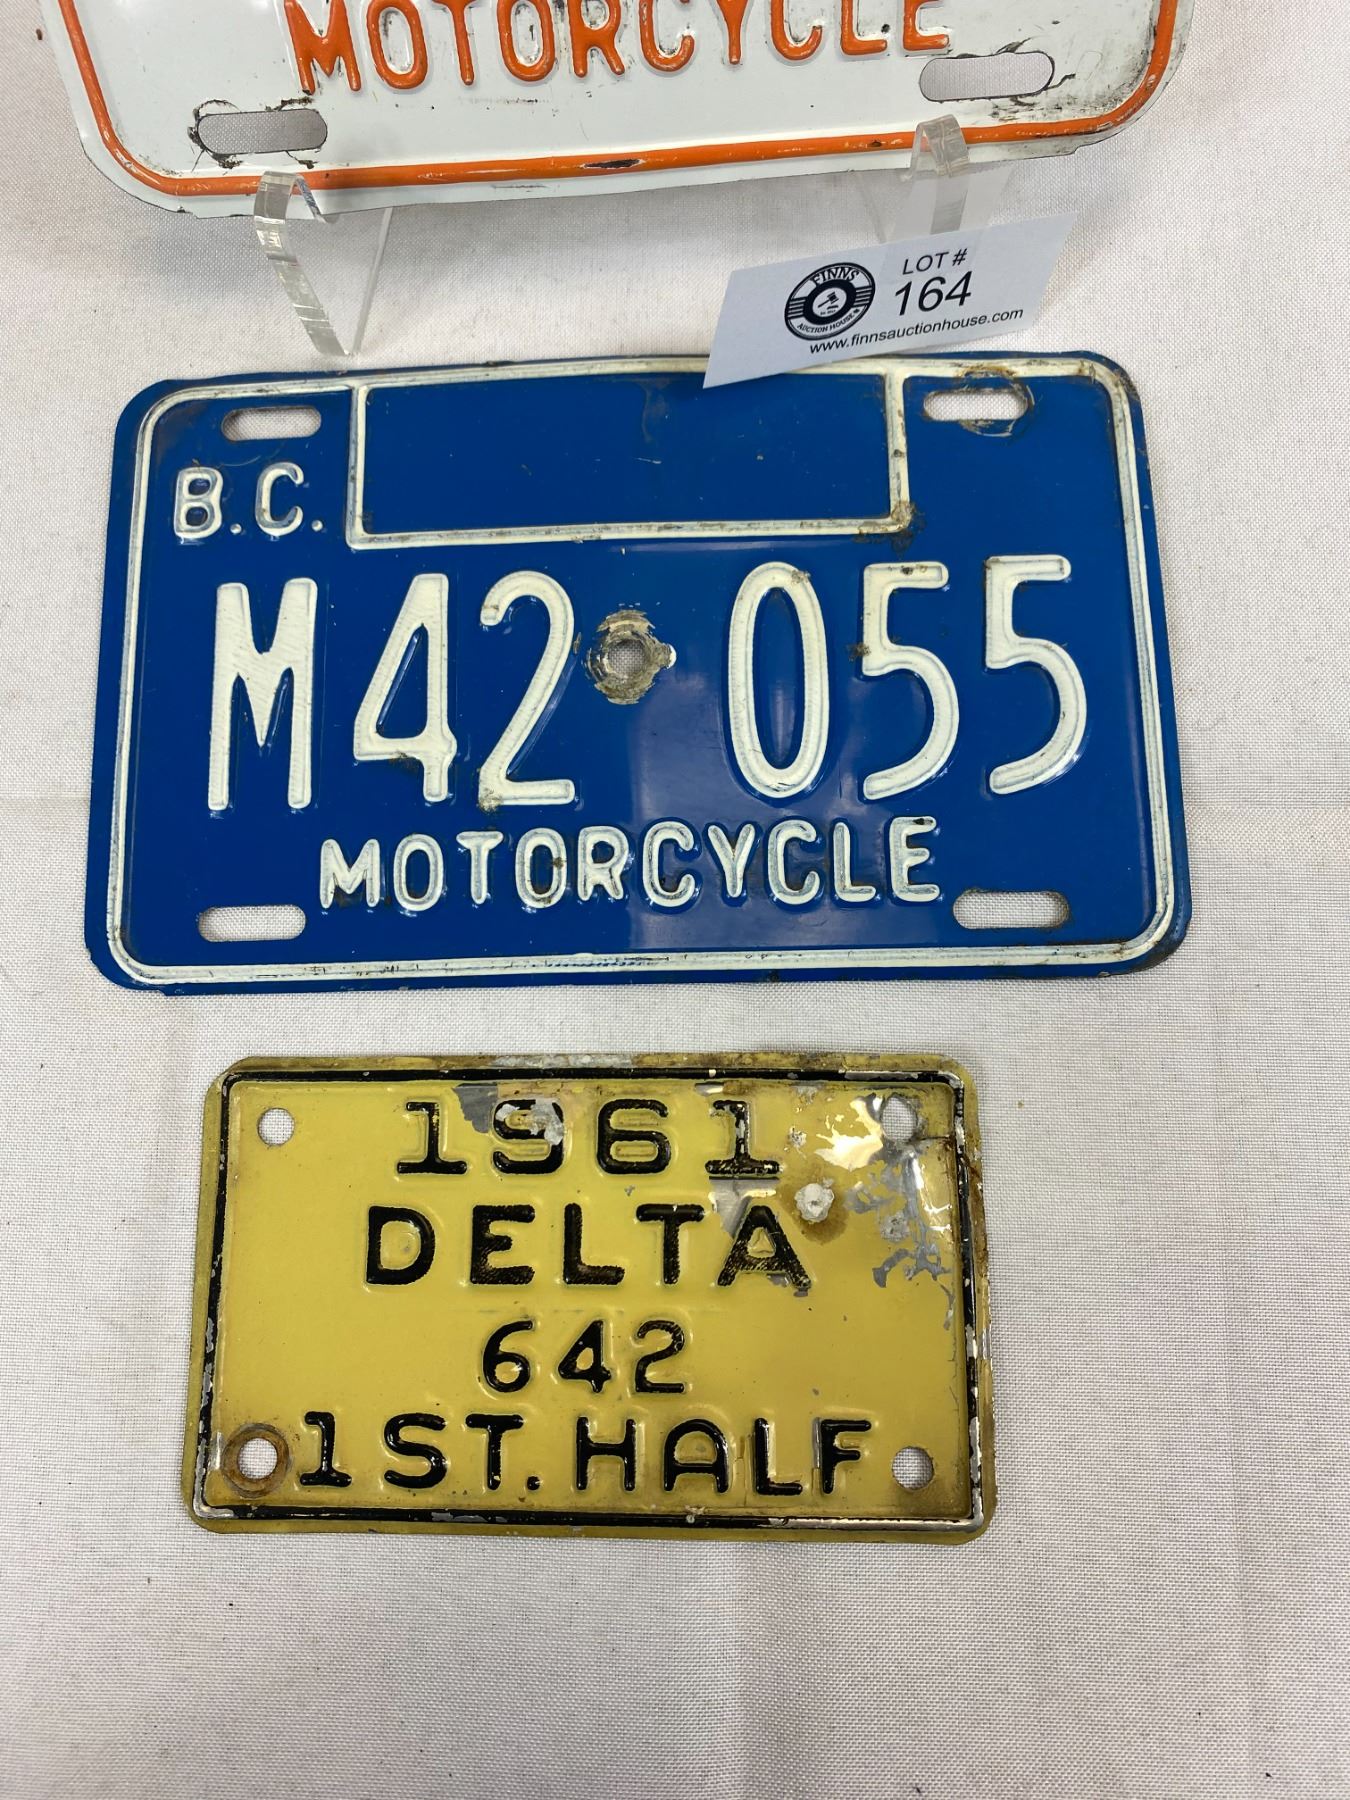 MOTORCYCLE
FINNS
AUCTION HOUSE
LOT #
164
www.finnsauctionhouse.com
B.C.
M42 055
MOTORCYCLE
1961
DELTA
642
1ST. HALF